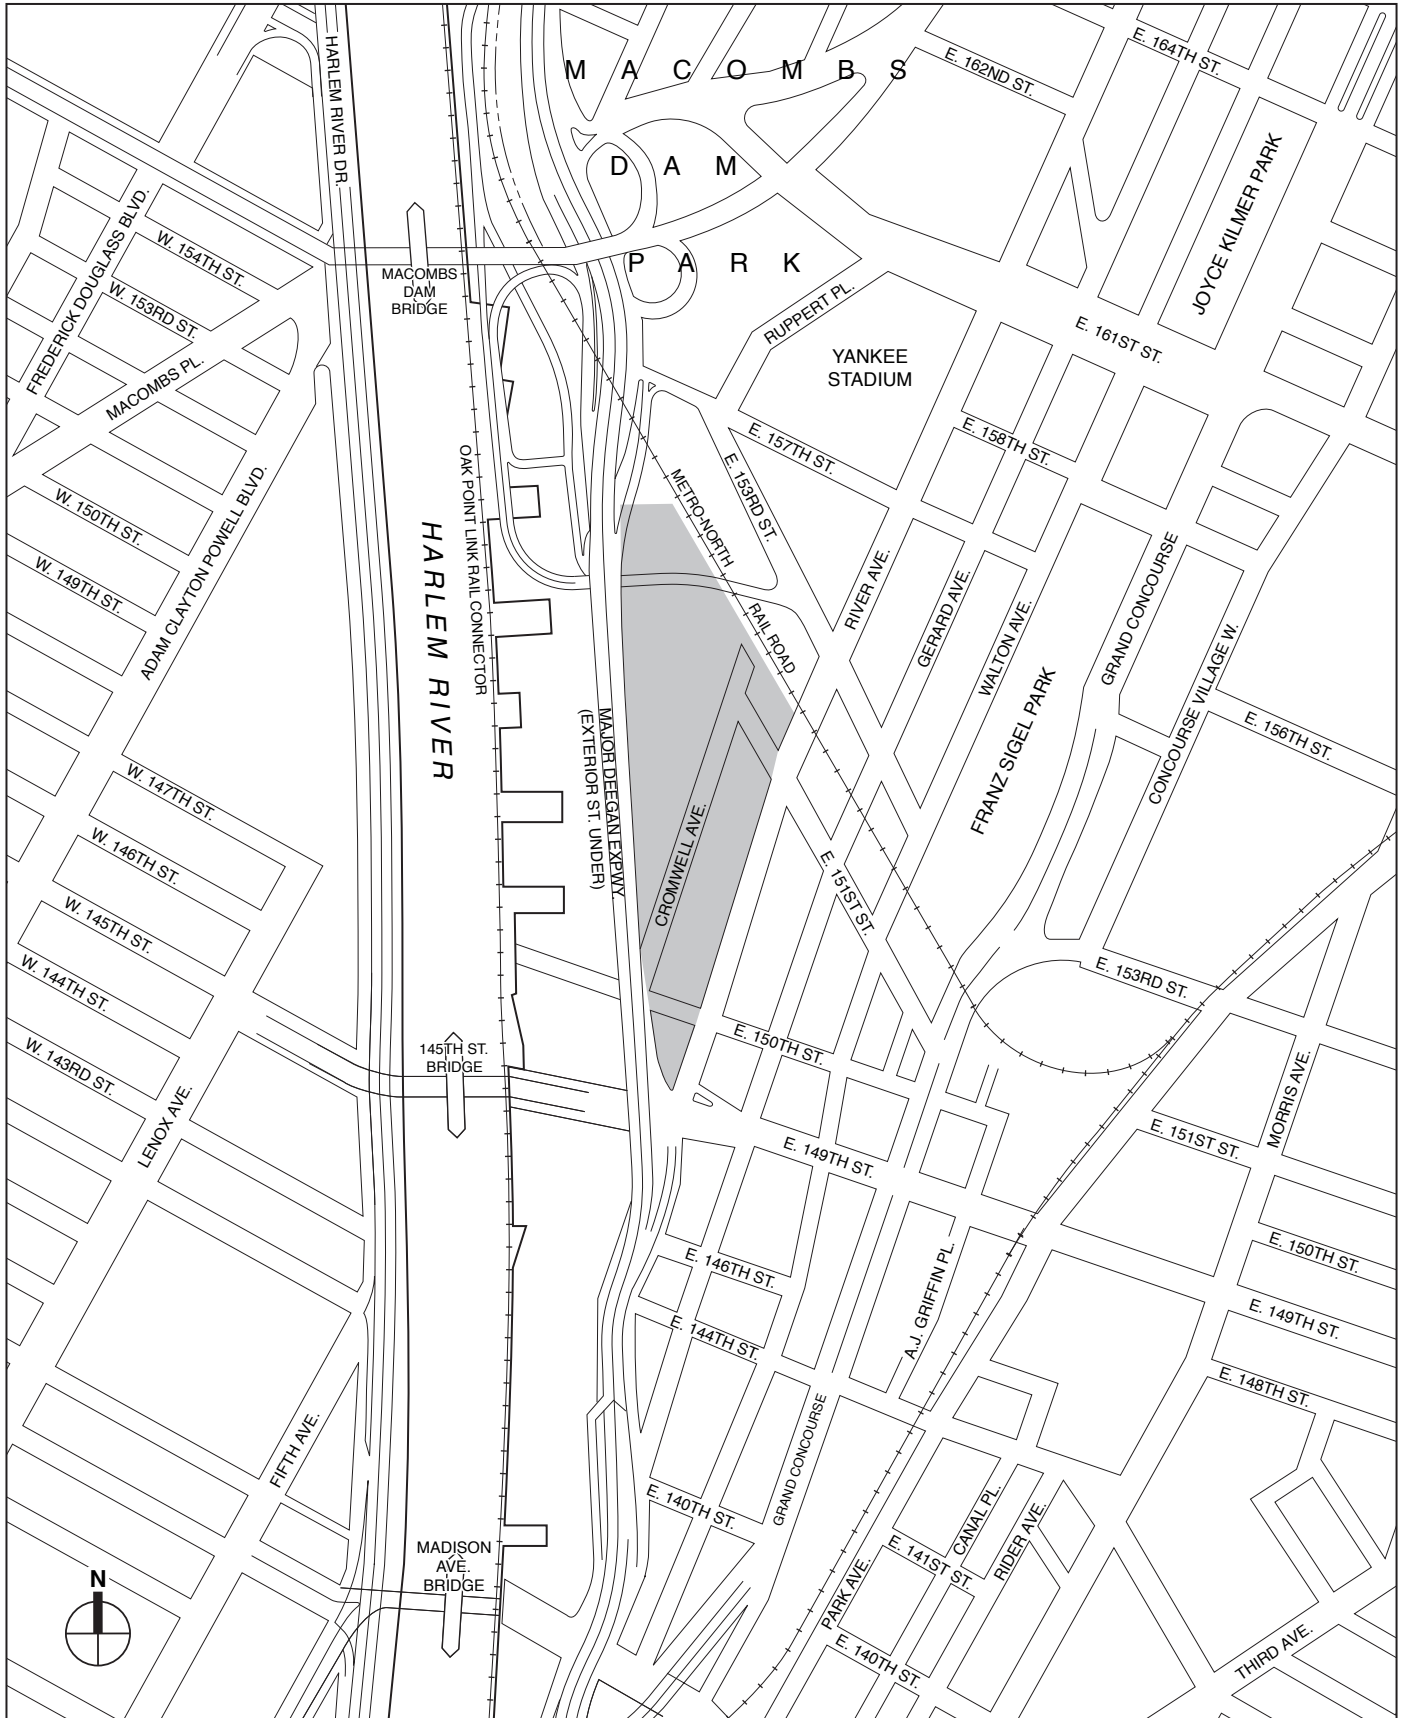 HARLEM RIVER DR.
M A C O M B S
D A M
P A R K
E. 162ND ST.
E. 164TH ST.
JOYCE KILMER PARK
FREDERICK DOUGLASS BLVD.
W. 154TH ST.
W. 153RD ST.
MACOMBS PL.
MACOMBS
DAM
BRIDGE
RUPPERT PL.
YANKEE
STADIUM
E. 161ST ST.
E. 158TH ST.
E. 157TH ST.
E. 153RD ST.
METRO-NORTH
RAIL ROAD
OAK POINT LINK RAIL CONNECTOR
HARLEM RIVER
W. 150TH ST.
W. 149TH ST.
ADAM CLAYTON POWELL BLVD.
RIVER AVE.
GERARD AVE.
WALTON AVE.
FRANZ SIGEL PARK
GRAND CONCOURSE
CONCOURSE VILLAGE W.
E. 156TH ST.
MAJOR DEEGAN EXPWY.
(EXTERIOR ST. UNDER)
CROMWELL AVE.
E. 151ST ST.
W. 147TH ST.
W. 146TH ST.
W. 145TH ST.
W. 144TH ST.
W. 143RD ST.
LENOX AVE.
145TH ST.
BRIDGE
E. 153RD ST.
E. 150TH ST.
E. 149TH ST.
MORRIS AVE.
E. 151ST ST.
E. 150TH ST.
E. 149TH ST.
E. 148TH ST.
E. 146TH ST.
E. 144TH ST.
A.J. GRIFFIN PL.
GRAND CONCOURSE
FIFTH AVE.
E. 140TH ST.
CANAL PL.
RIDER AVE.
E. 141ST ST.
PARK AVE.
E. 140TH ST.
THIRD AVE.
MADISON
AVE.
BRIDGE
N